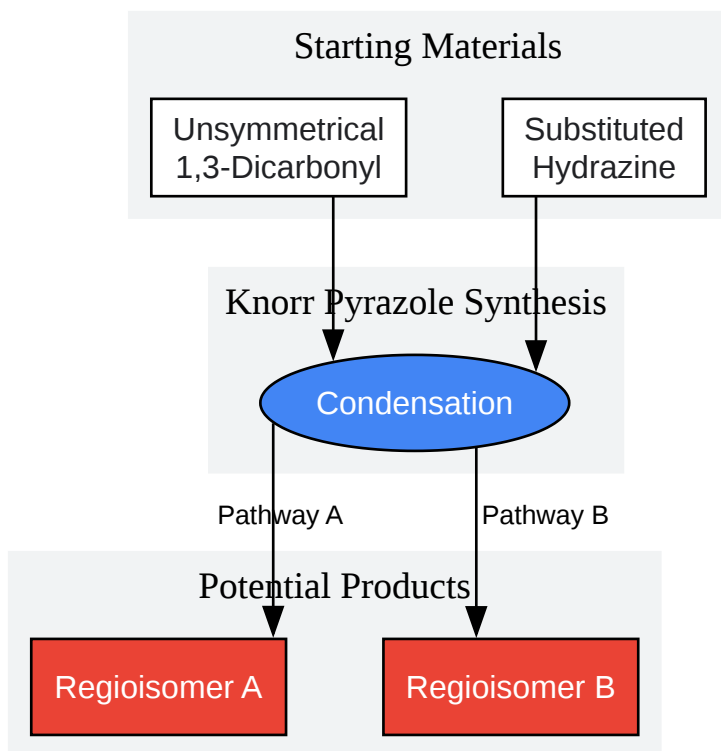 Starting Materials
Unsymmetrical
1,3-Dicarbonyl
Substituted
Hydrazine
Knorr Pyrazole Synthesis
Condensation
Pathway A
Pathway B
Potential Products
Regioisomer A
Regioisomer B